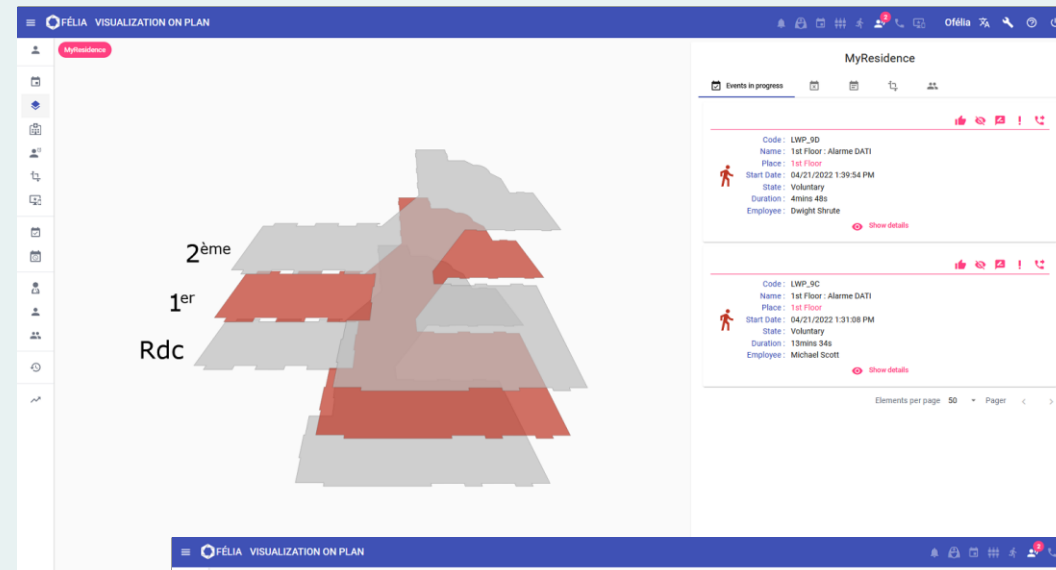 OFÉLIA VISUALIZATION ON PLAN
3
Ofélia
MyResidence
MyResidence
Events in progress
Code : LWP_9D
Name : 1st Floor : Alarme DATI
Place : 1st Floor
Start Date : 04/21/2022 1:39:54 PM
State : Voluntary
Duration : 4mins 48s
Employee : Dwight Shrute
Show details
Code : LWP_9C
Name : 1st Floor : Alarme DATI
Place : 1st Floor
Start Date : 04/21/2022 1:31:08 PM
State : Voluntary
Duration : 13mins 34s
Employee : Michael Scott
Show details
Elements per page 50 Pager
2ème
1er
Rdc
OFÉLIA VISUALIZATION ON PLAN